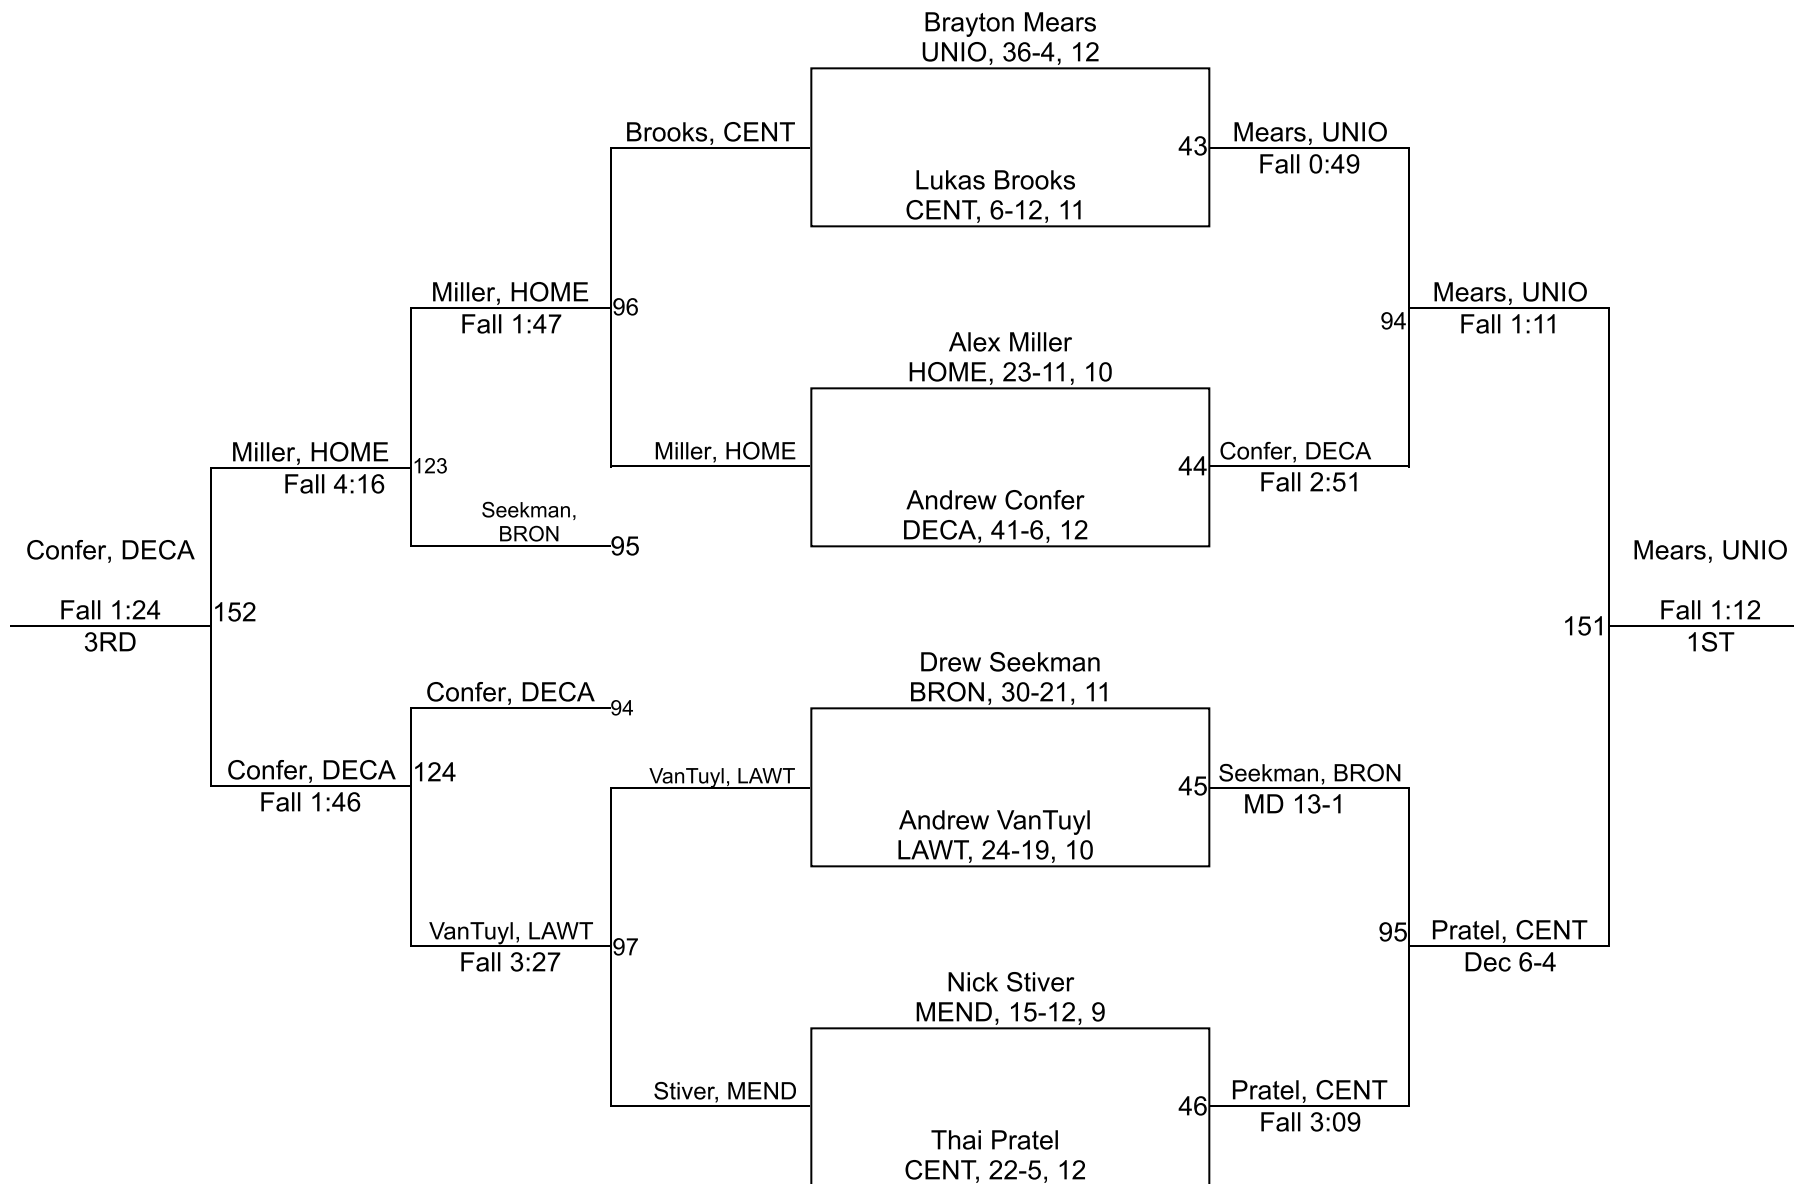 Brayton Mears
UNIO, 36-4, 12
Brooks, CENT
43
Mears, UNIO
Fall 0:49
Lukas Brooks
CENT, 6-12, 11
Miller, HOME
Fall 1:47
96
94
Mears, UNIO
Fall 1:11
Alex Miller
HOME, 23-11, 10
Miller, HOME
Fall 4:16
123
Miller, HOME
44
Confer, DECA
Fall 2:51
Seekman,
BRON
95
Andrew Confer
DECA, 41-6, 12
Confer, DECA
Fall 1:24
3RD
152
151
Mears, UNIO
Fall 1:12
1ST
Drew Seekman
BRON, 30-21, 11
Confer, DECA
94
Confer, DECA
Fall 1:46
124
VanTuyl, LAWT
45
Seekman, BRON
MD 13-1
Andrew VanTuyl
LAWT, 24-19, 10
VanTuyl, LAWT
Fall 3:27
97
95
Pratel, CENT
Dec 6-4
Nick Stiver
MEND, 15-12, 9
Stiver, MEND
46
Pratel, CENT
Fall 3:09
Thai Pratel
CENT, 22-5, 12